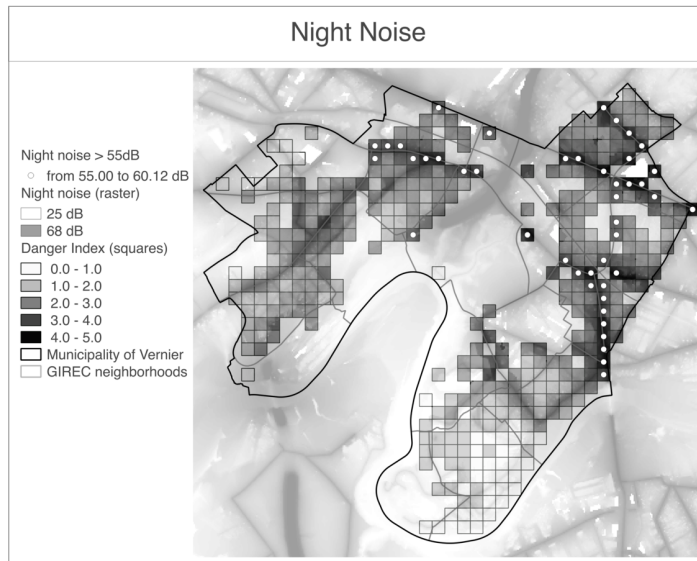 Night Noise
Night noise > 55dB
from 55.00 to 60.12 dB
Night noise (raster)
25 dB
68 dB
Danger Index (squares)
0.0 - 1.0
1.0 - 2.0
2.0 - 3.0
3.0 - 4.0
4.0 - 5.0
Municipality of Vernier
GIREC neighborhoods